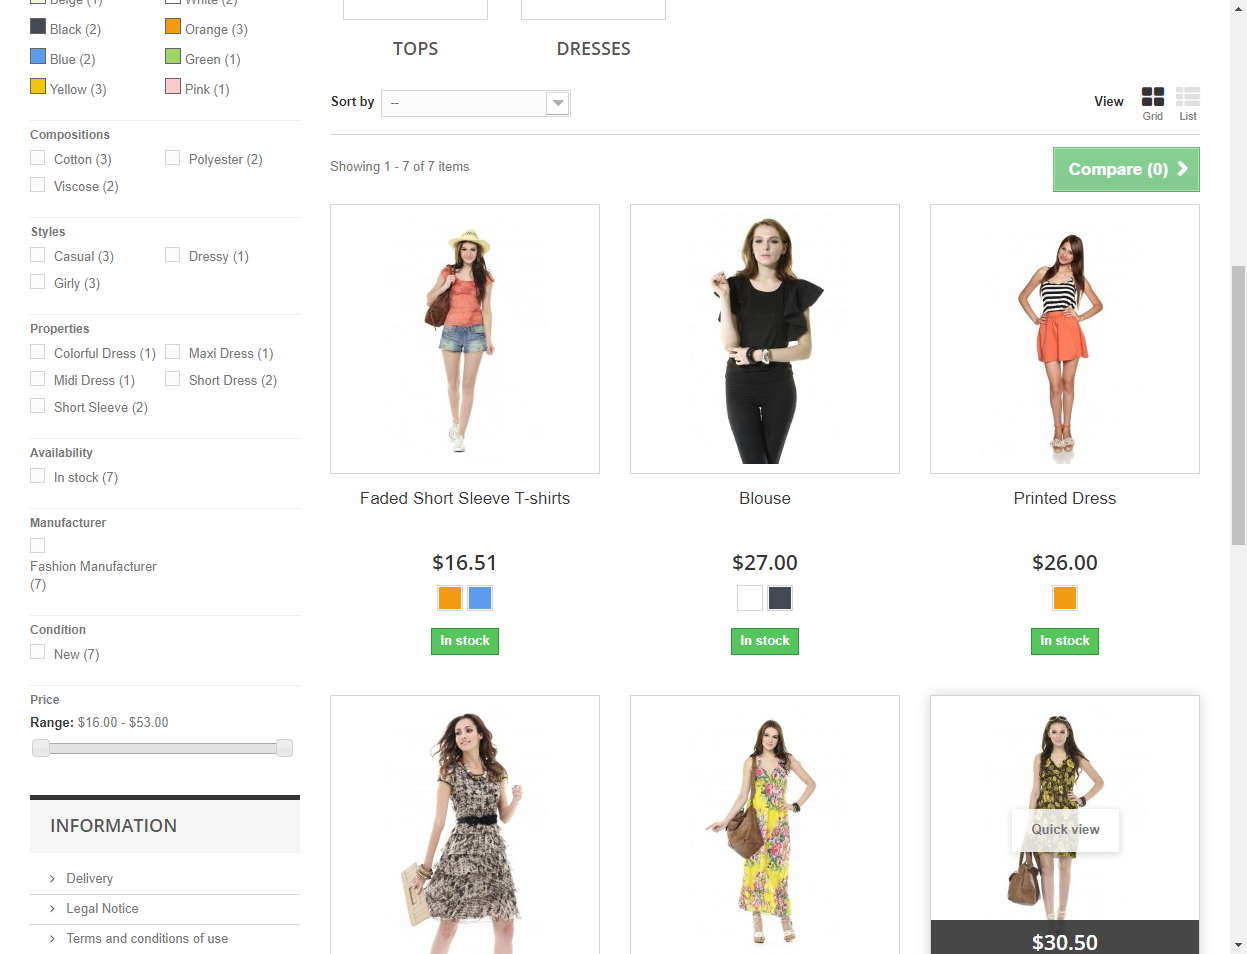 Beige (1)
White (2)
Black (2)
Orange (3)
Blue (2)
Green (1)
Yellow (3)
Pink (1)
Compositions
Cotton (3)
Polyester (2)
Viscose (2)
Styles
Casual (3)
Dressy (1)
Girly (3)
Properties
Colorful Dress (1)
Maxi Dress (1)
Midi Dress (1)
Short Dress (2)
Short Sleeve (2)
Availability
In stock (7)
Manufacturer
Fashion Manufacturer
(7)
Condition
New (7)
Price
Range: $16.00 - $53.00
INFORMATION
Delivery
Legal Notice
Terms and conditions of use
TOPS
DRESSES
Sort by
--
View
Grid
List
Showing 1 - 7 of 7 items
Compare (0)
Faded Short Sleeve T-shirts
$16.51
In stock
Blouse
$27.00
In stock
Printed Dress
$26.00
In stock
Quick view
$30.50